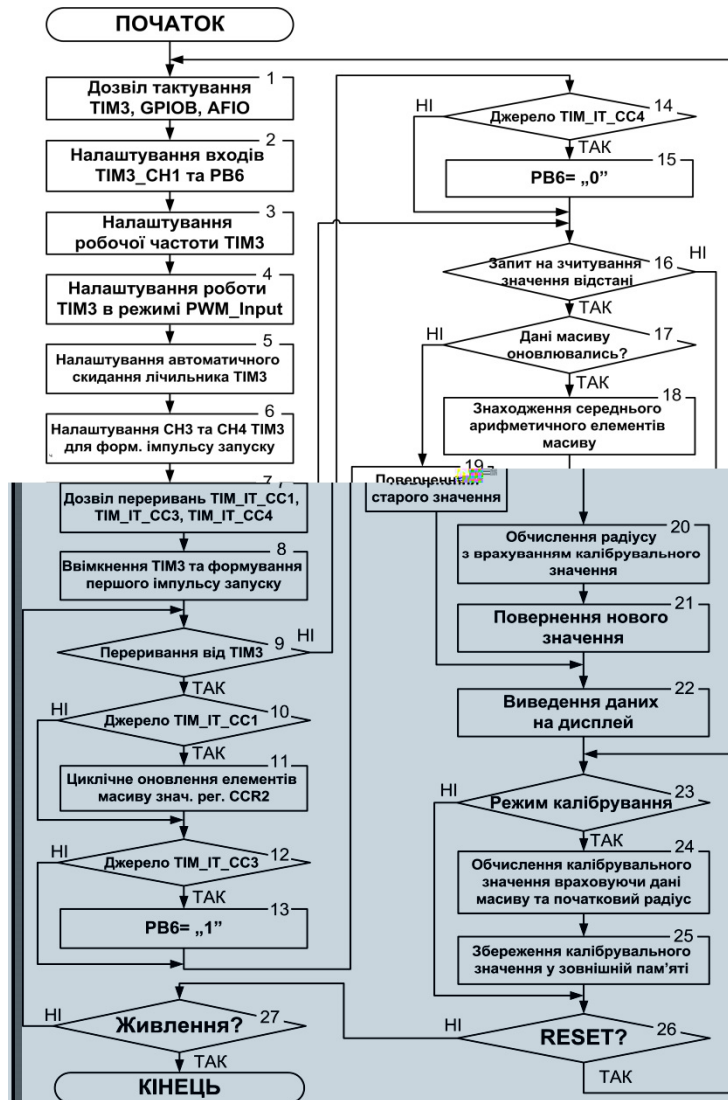 ПОЧАТОК
1
Дозвіл тактування
TIM3, GPIOB, AFIO
2
Налаштування входів
TIM3_CH1 та PB6
3
Налаштування
робочої частоти TIM3
4
Налаштування роботи
TIM3 в режимі PWM_Input
5
Налаштування автоматичного
скидання лічильника TIM3
6
Налаштування CH3 та CH4 TIM3
для форм. імпульсу запуску
7
Дозвіл переривань TIM_IT_CC1,
TIM_IT_CC3, TIM_IT_CC4
8
Ввімкнення TIM3 та формування
першого імпульсу запуску
Переривання від TIM3
9
НІ
ТАК
НІ
Джерело TIM_IT_CC1
10
ТАК
11
Циклічне оновлення елементів
масиву знач. рег. CCR2
НІ
Джерело TIM_IT_CC3
12
ТАК
13
PB6= „1”
НІ
Живлення?
27
ТАК
КІНЕЦЬ
НІ
Джерело TIM_IT_CC4
14
ТАК
15
PB6= „0”
НІ
Запит на зчитування
значення відстані
16
ТАК
НІ
Дані масиву
оновлювались?
17
ТАК
18
Знаходження середнього
арифметичного елементів
масиву
19
Повернення
старого значення
20
Обчислення радіусу
з врахуванням калібрувального
значення
21
Повернення нового
значення
22
Виведення даних
на дисплей
НІ
Режим калібрування
23
ТАК
24
Обчислення калібрувального
значення враховуючи дані
масиву та початковий радіус
25
Збереження калібрувального
значення у зовнішній пам’яті
НІ
RESET?
26
ТАК